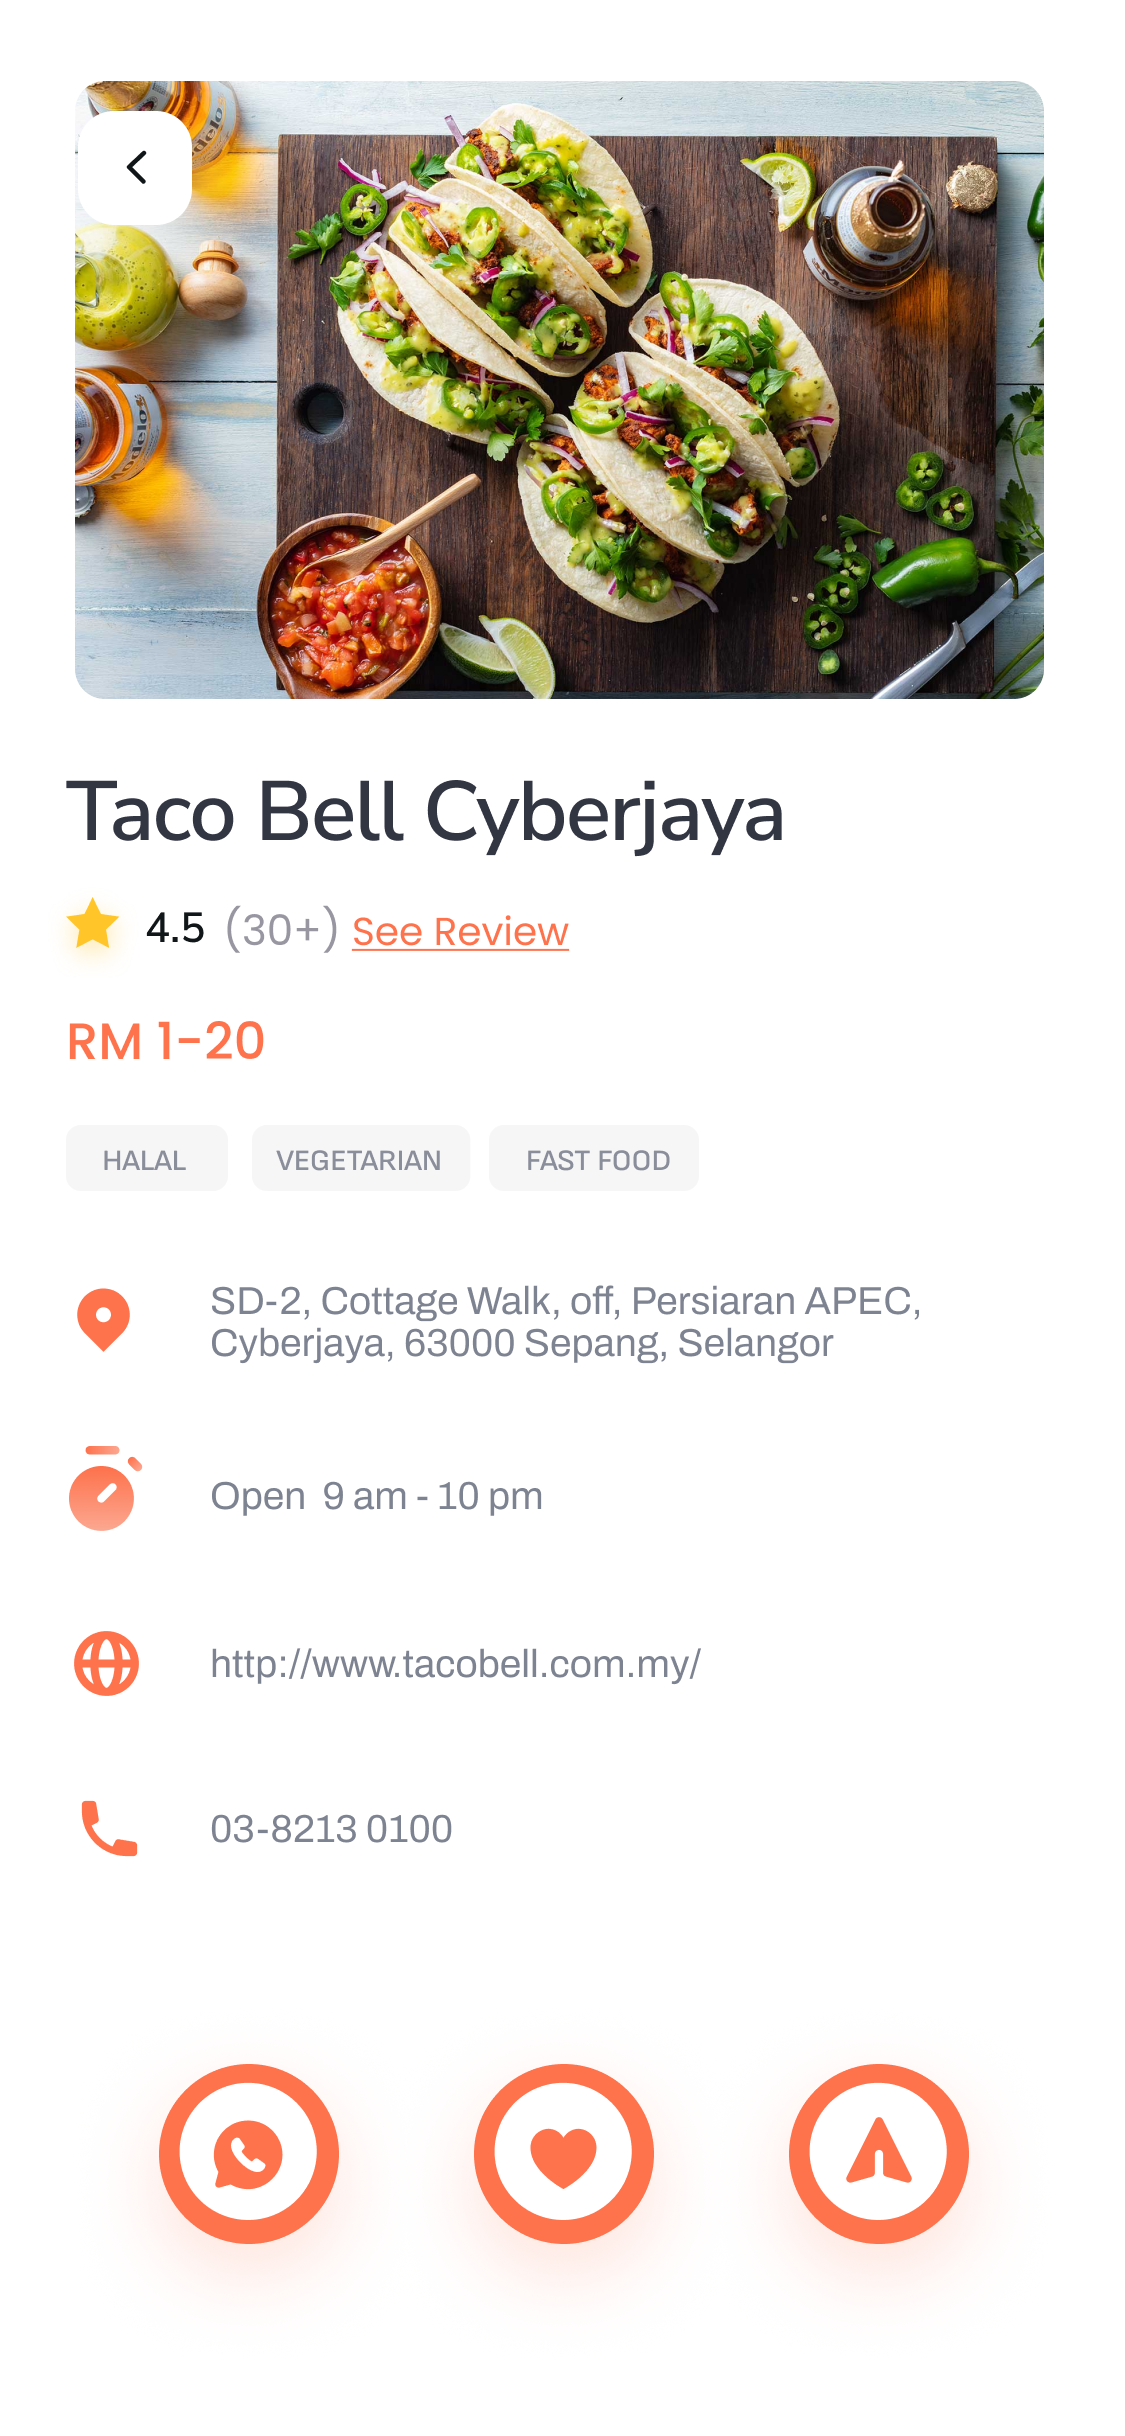 Taco Bell Cyberjaya
4.5 (30+) See Review
RM 1-20
HALAL VEGETARIAN FAST FOOD
SD-2, Cottage Walk, off, Persiaran APEC,
Cyberjaya, 63000 Sepang, Selangor
Open 9 am - 10 pm
http://www.tacobell.com.my/
03-8213 0100